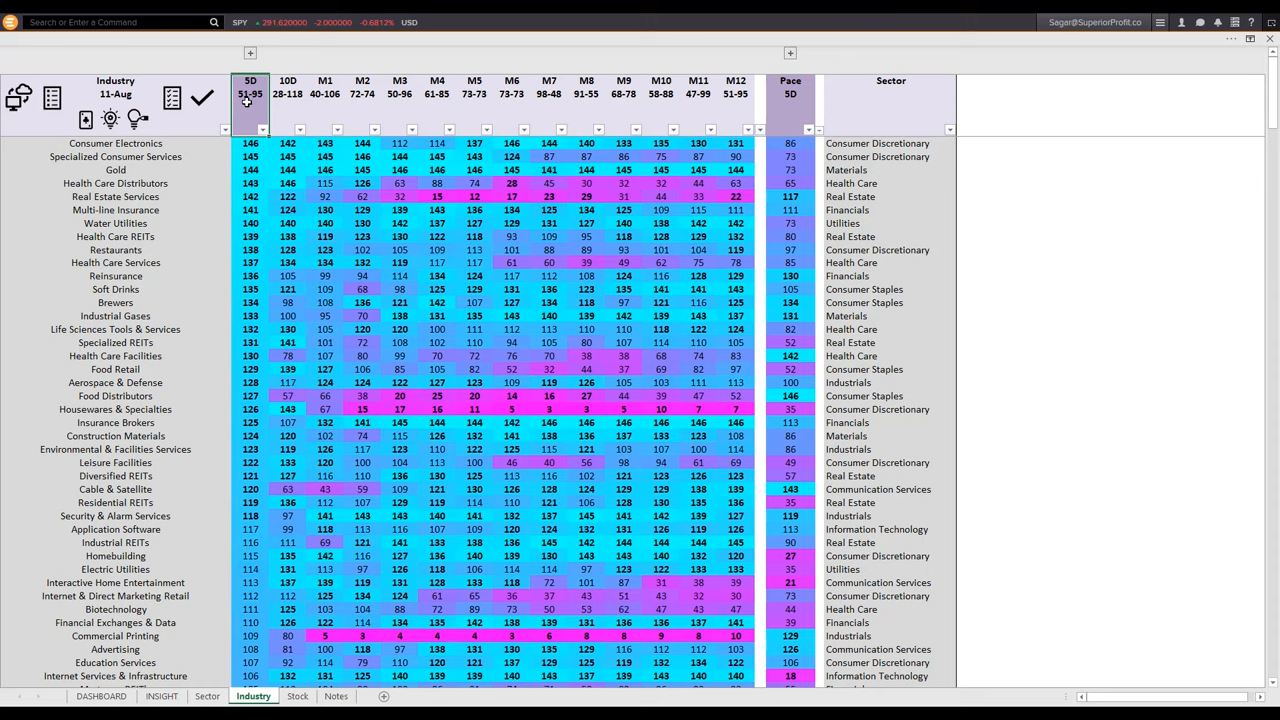 Search or Enter a Command SPY 291.620000 -2.000000 -0.6812% USD Sagar@SuperiorProfit.co
Industry 5D 10D M1 M2 M3 M4 M5 M6 M7 M8 M9 M10 M11 M12 Pace Sector
11-Aug 51-95 28-118 40-106 72-74 50-96 61-85 73-73 73-73 98-48 91-55 68-78 58-88 47-99 51-95 5D
Consumer Electronics 146 142 143 144 112 114 137 146 144 140 133 135 130 131 86 Consumer Discretionary
Specialized Consumer Services 145 145 145 146 144 145 143 124 87 87 86 75 87 90 73 Consumer Discretionary
Gold 144 144 146 145 146 146 146 145 141 144 145 145 145 144 73 Materials
Health Care Distributors 143 146 115 126 63 88 74 28 45 30 32 32 44 63 65 Health Care
Real Estate Services 142 122 92 62 32 15 12 17 23 29 31 44 33 22 117 Real Estate
Multi-line Insurance 141 124 130 129 139 143 136 134 125 134 125 109 115 111 111 Financials
Water Utilities 140 140 140 130 142 137 127 129 131 127 140 128 137 142 73 Utilities
Health Care REITs 139 138 119 123 130 122 118 93 109 95 118 128 129 132 80 Real Estate
Restaurants 138 128 123 102 105 109 113 101 88 89 93 101 104 119 97 Consumer Discretionary
Health Care Services 137 134 134 132 119 117 117 61 60 39 49 62 75 78 85 Health Care
Reinsurance 136 105 99 94 114 134 124 117 112 108 124 116 128 129 130 Financials
Soft Drinks 135 121 109 68 98 125 129 131 136 123 135 141 141 143 105 Consumer Staples
Brewers 134 98 108 136 121 142 107 127 134 118 97 121 116 125 134 Consumer Staples
Industrial Gases 133 100 95 70 138 131 135 143 140 139 142 139 143 137 131 Materials
Life Sciences Tools & Services 132 130 105 120 120 100 111 112 113 110 110 118 122 124 82 Health Care
Specialized REITs 131 141 101 72 108 102 110 94 105 80 107 114 110 105 52 Real Estate
Health Care Facilities 130 78 107 80 99 70 72 76 70 38 38 68 74 83 142 Health Care
Food Retail 129 139 127 106 85 105 82 52 32 44 37 69 82 97 52 Consumer Staples
Aerospace & Defense 128 117 124 124 122 127 123 109 119 126 105 103 111 113 100 Industrials
Food Distributors 127 57 66 38 20 25 20 14 16 27 44 39 47 52 146 Consumer Staples
Housewares & Specialties 126 143 67 15 17 16 11 5 3 3 5 10 7 7 35 Consumer Discretionary
Insurance Brokers 125 107 132 141 145 144 144 142 146 146 146 146 146 146 113 Financials
Construction Materials 124 120 102 74 115 126 132 141 138 136 137 133 123 108 86 Materials
Environmental & Facilities Services 123 119 126 117 123 110 122 125 115 121 103 107 100 114 86 Industrials
Leisure Facilities 122 133 120 100 104 113 100 46 40 56 98 94 61 69 49 Consumer Discretionary
Diversified REITs 121 127 116 110 136 130 125 113 116 102 121 123 126 123 57 Real Estate
Cable & Satellite 120 63 43 59 109 121 130 126 128 124 129 129 138 139 143 Communication Services
Residential REITs 119 136 112 107 129 119 114 110 121 106 128 130 135 136 35 Real Estate
Security & Alarm Services 118 97 141 143 143 140 141 132 137 145 141 142 139 127 119 Industrials
Application Software 117 99 118 113 116 107 109 120 124 132 131 126 119 126 113 Information Technology
Industrial REITs 116 111 69 121 141 133 138 136 145 142 144 144 144 145 90 Real Estate
Homebuilding 115 135 142 116 127 136 140 139 130 143 143 140 132 120 27 Consumer Discretionary
Electric Utilities 114 131 113 97 126 118 106 114 114 97 123 122 133 133 35 Utilities
Interactive Home Entertainment 113 137 139 119 131 128 133 118 72 101 87 31 38 39 21 Communication Services
Internet & Direct Marketing Retail 112 112 125 134 124 61 65 36 37 43 51 43 32 30 73 Consumer Discretionary
Biotechnology 111 125 103 104 88 72 89 73 50 53 62 43 47 43 44 Health Care
Financial Exchanges & Data 110 126 122 114 134 135 142 138 139 131 136 136 137 141 39 Financials
Commercial Printing 109 80 5 3 4 4 4 3 6 8 8 9 8 10 129 Industrials
Advertising 108 81 100 118 97 138 131 130 135 129 116 112 112 103 126 Communication Services
Education Services 107 92 114 79 110 120 121 137 129 125 119 132 134 122 106 Consumer Discretionary
Internet Services & Infrastructure 106 132 131 125 140 137 134 140 143 137 139 143 140 140 18 Information Technology
DASHBOARD INSIGHT Sector Industry Stock Notes